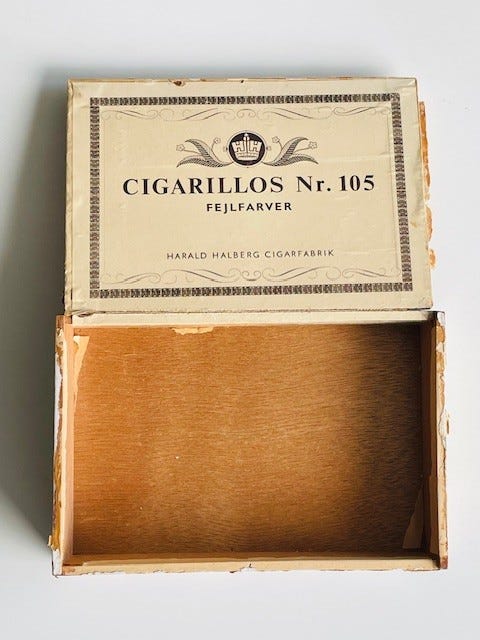 CIGARILLOS Nr. 105
FEJLFARVER
HARALD HALBERG CIGARFABRIK